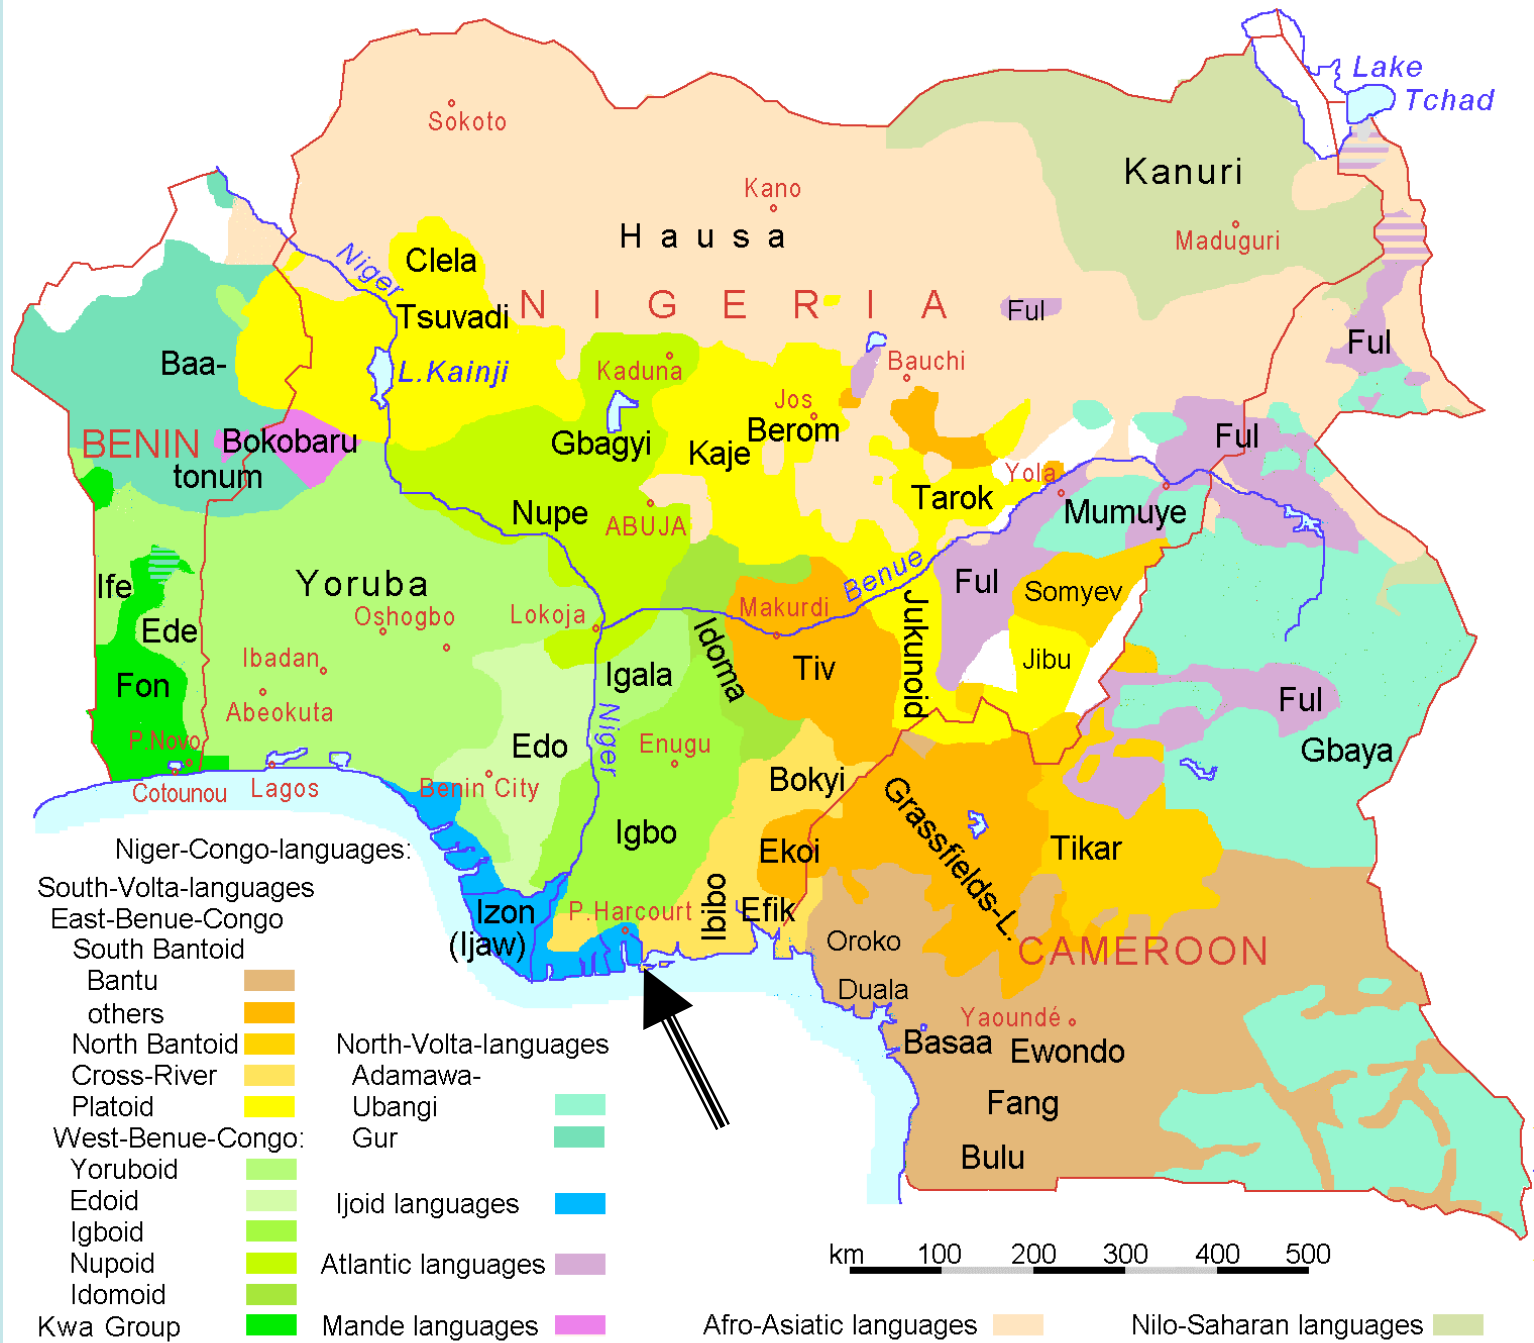 Lake
Tchad
Sokoto
Kanuri
Kano
Hausa
Maduguri
Niger
Clela
NIGERIA
Ful
Tsuvadi
Ful
Baa-
L.Kainji
Kaduna
Bauchi
Jos
BENIN
Bokobaru
Gbagyi
Berom
Kaje
Ful
tonum
Yola
Tarok
Nupe
ABUJA
Mumuye
Ife
Yoruba
Benue
Ful
Somyev
Oshogbo
Lokoja
Makurdi
Jukunoid
Ede
Idoma
Ibadan
Igala
Tiv
Jibu
Fon
Abeokuta
Ful
P.Novo
Edo
Niger
Enugu
Gbaya
Cotounou
Lagos
Benin City
Bokyi
Grassfields-L.
Igbo
Ekoi
Tikar
Izon
(Ijaw)
P.Harcourt
Ibibo
Efik
Oroko
CAMEROON
Duala
Yaoundé
Basaa
Ewondo
Fang
Bulu
Niger-Congo-languages:
South-Volta-languages
East-Benue-Congo
South Bantoid
Bantu
others
North Bantoid
Cross-River
Platoid
West-Benue-Congo:
Yoruboid
Edoid
Igboid
Nupoid
Idomoid
Kwa Group
North-Volta-languages
Adamawa-
Ubangi
Gur
Ijoid languages
Atlantic languages
Mande languages
km 100 200 300 400 500
Afro-Asiatic languages
Nilo-Saharan languages